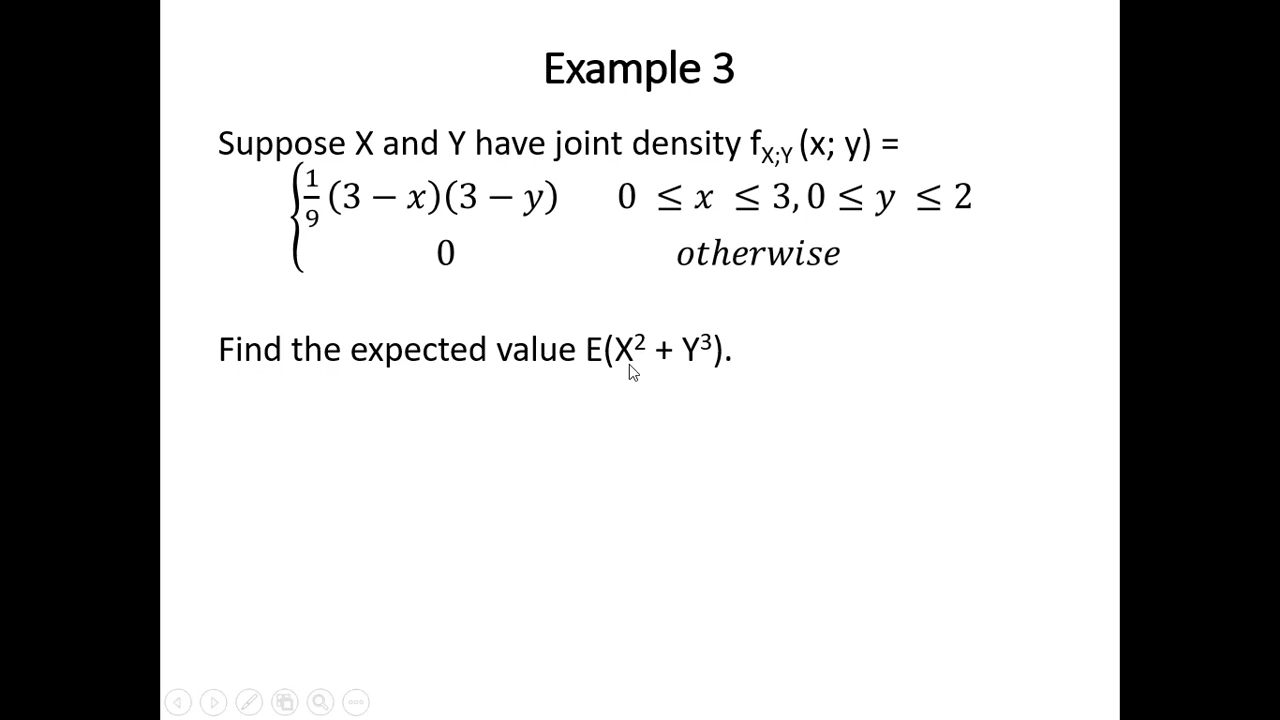 Example 3
Suppose X and Y have joint density f_{X;Y} (x; y) =
{ \frac{1}{9} (3 − x)(3 − y)   0 ≤ x ≤ 3, 0 ≤ y ≤ 2
0   otherwise
Find the expected value E(X² + Y³).